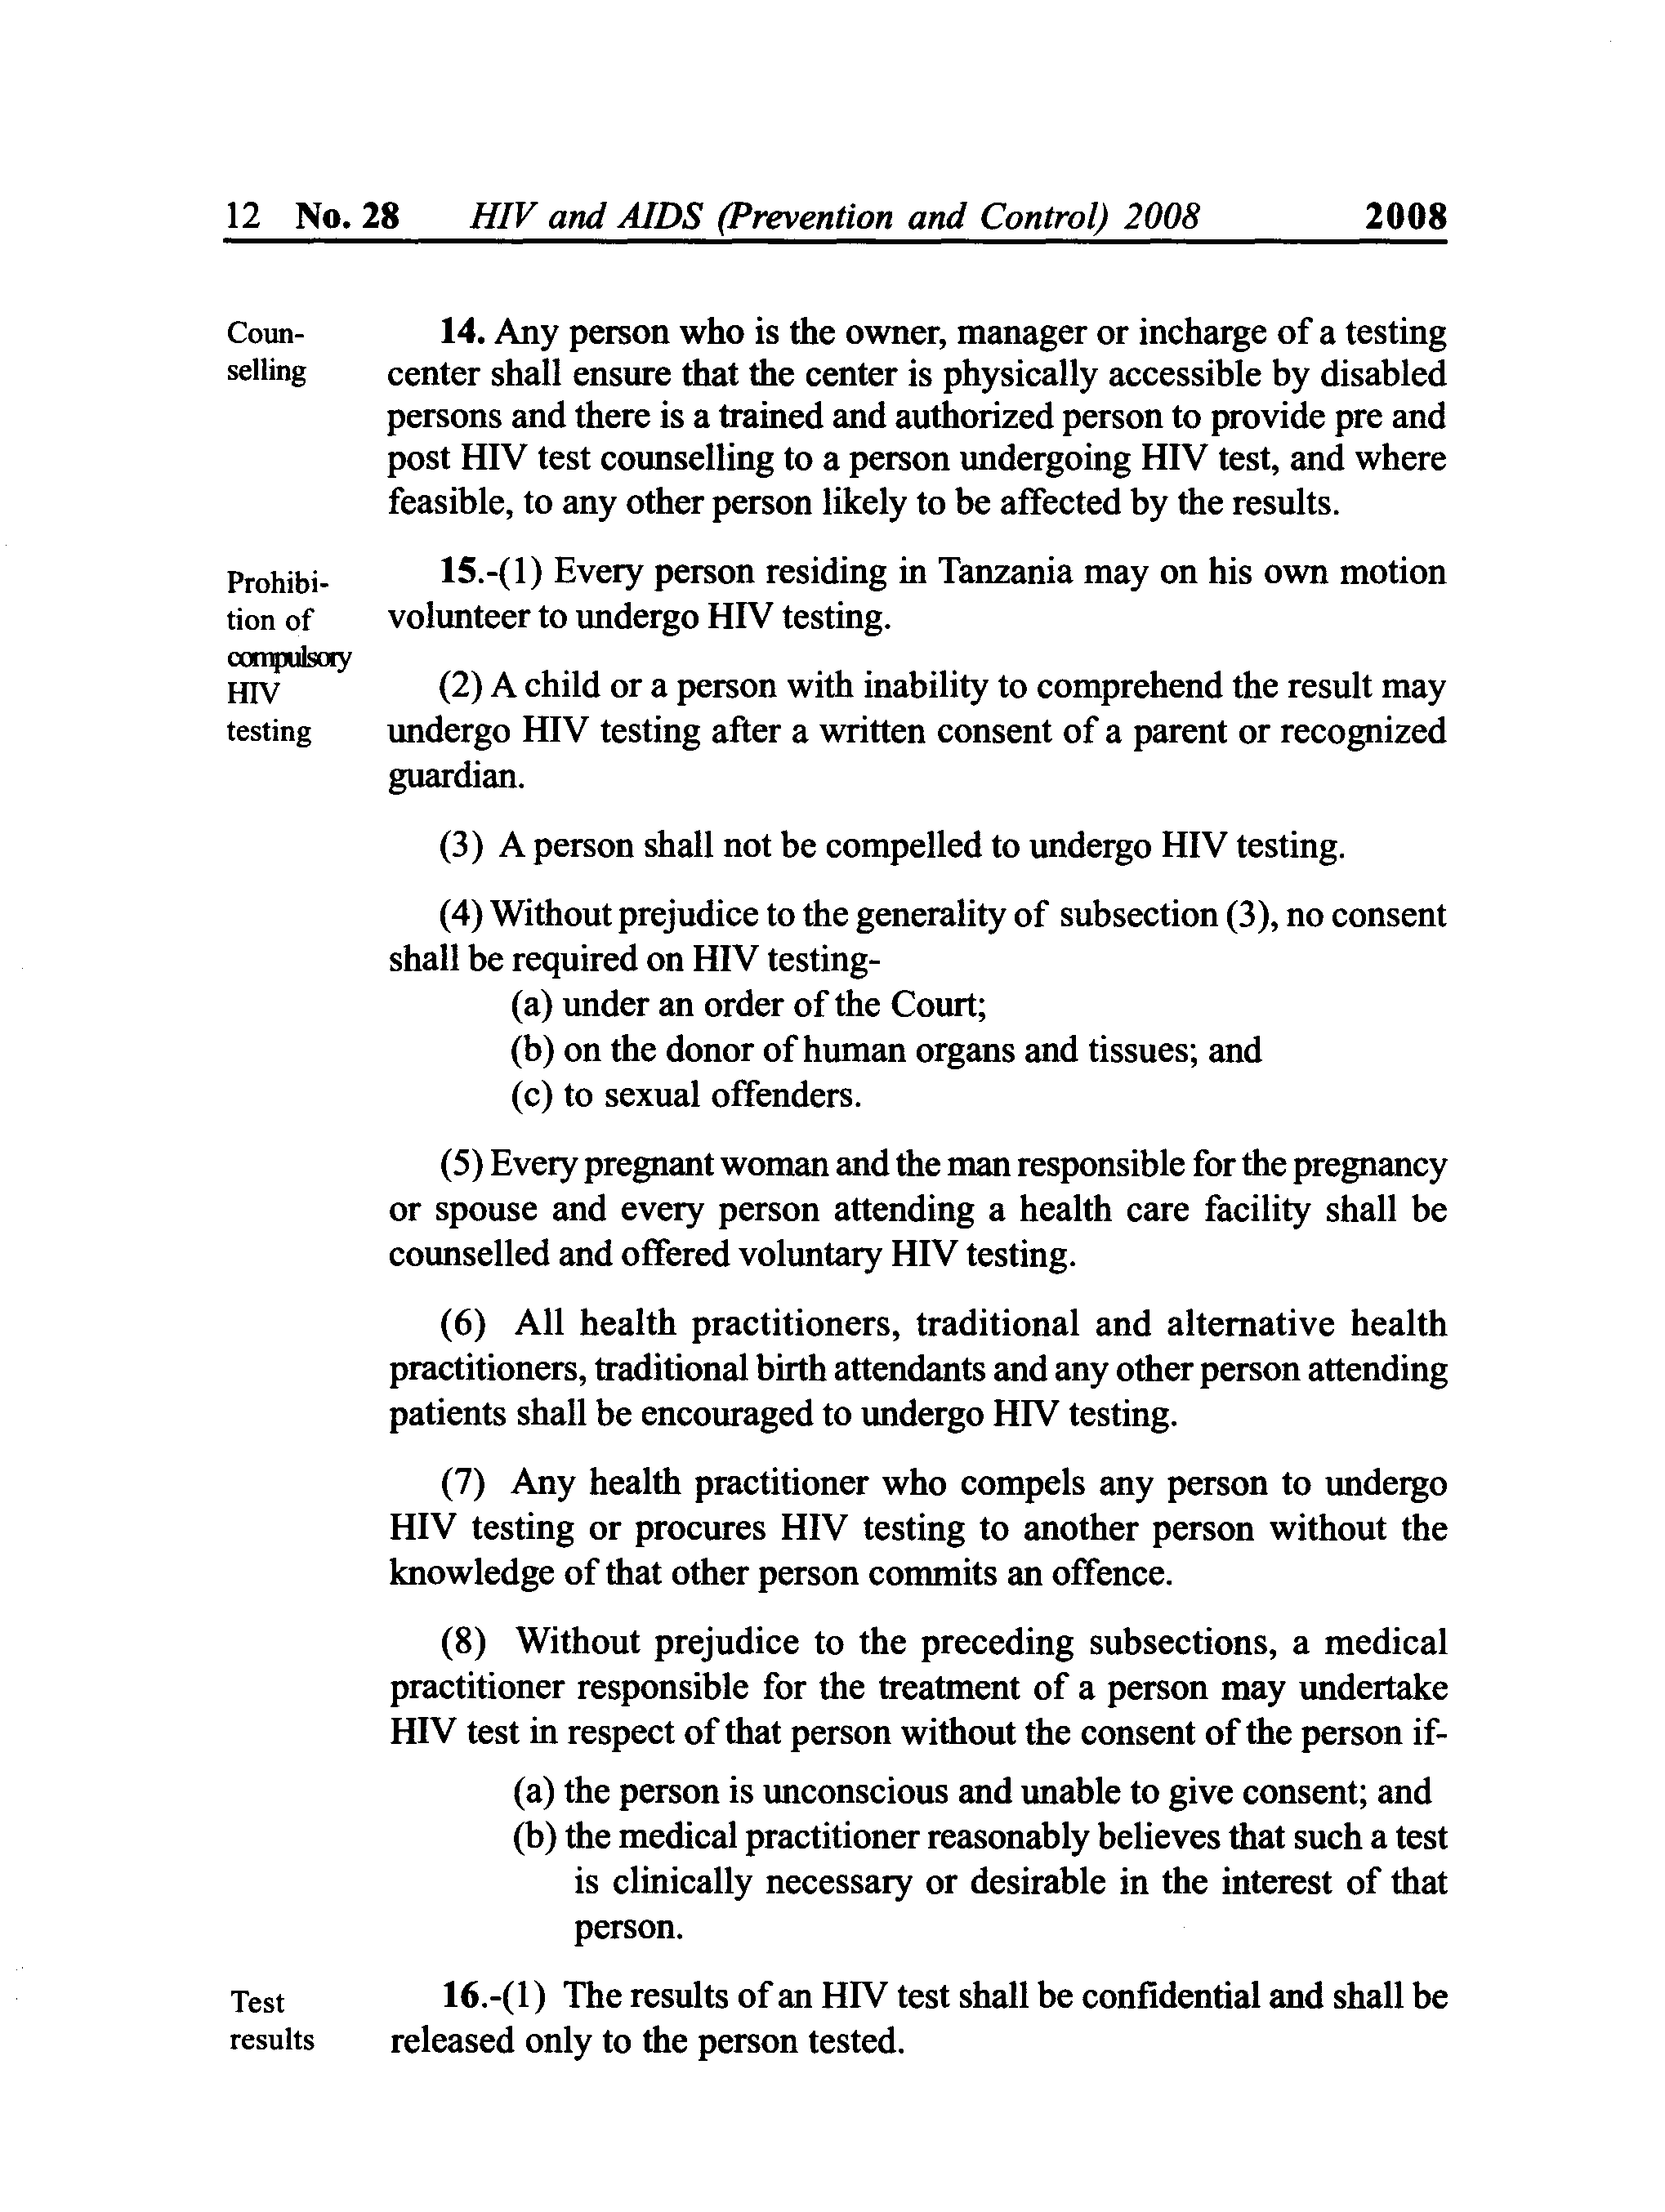 12 No. 28 HIV and AIDS (Prevention and Control) 2008 2008
Coun-
selling
14. Any person who is the owner, manager or incharge of a testing
center shall ensure that the center is physically accessible by disabled
persons and there is a trained and authorized person to provide pre and
post HIV test counselling to a person undergoing HIV test, and where
feasible, to any other person likely to be affected by the results.
Prohibi-
tion of
compulsory
HIV
testing
15.-(1) Every person residing in Tanzania may on his own motion
volunteer to undergo HIV testing.
(2) A child or a person with inability to comprehend the result may
undergo HIV testing after a written consent of a parent or recognized
guardian.
(3) A person shall not be compelled to undergo HIV testing.
(4) Without prejudice to the generality of subsection (3), no consent
shall be required on HIV testing-
(a) under an order of the Court;
(b) on the donor of human organs and tissues; and
(c) to sexual offenders.
(5) Every pregnant woman and the man responsible for the pregnancy
or spouse and every person attending a health care facility shall be
counselled and offered voluntary HIV testing.
(6) All health practitioners, traditional and alternative health
practitioners, traditional birth attendants and any other person attending
patients shall be encouraged to undergo HIV testing.
(7) Any health practitioner who compels any person to undergo
HIV testing or procures HIV testing to another person without the
knowledge of that other person commits an offence.
(8) Without prejudice to the preceding subsections, a medical
practitioner responsible for the treatment of a person may undertake
HIV test in respect of that person without the consent of the person if-
(a) the person is unconscious and unable to give consent; and
(b) the medical practitioner reasonably believes that such a test
is clinically necessary or desirable in the interest of that
person.
Test
results
16.-(1) The results of an HIV test shall be confidential and shall be
released only to the person tested.